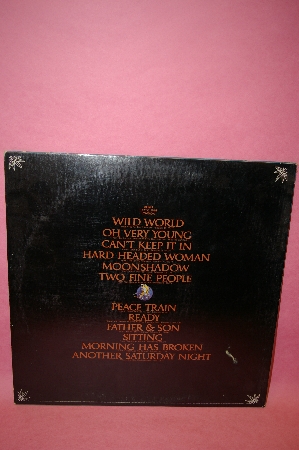 WILD WORLD
OH VERY YOUNG
CAN'T KEEP IT IN
HARD HEADED WOMAN
MOONSHADOW
TWO FINE PEOPLE
PEACE TRAIN
READY
FATHER & SON
SITTING
MORNING HAS BROKEN
ANOTHER SATURDAY NIGHT